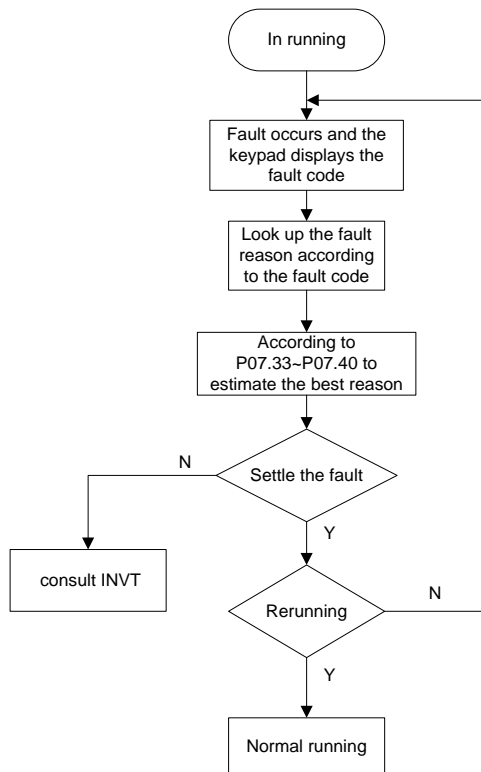 In running
Fault occurs and the
keypad displays the
fault code
Look up the fault
reason according
to the fault code
According to
P07.33~P07.40 to
estimate the best reason
N
Settle the fault
Y
consult INVT
Rerunning
N
Y
Normal running